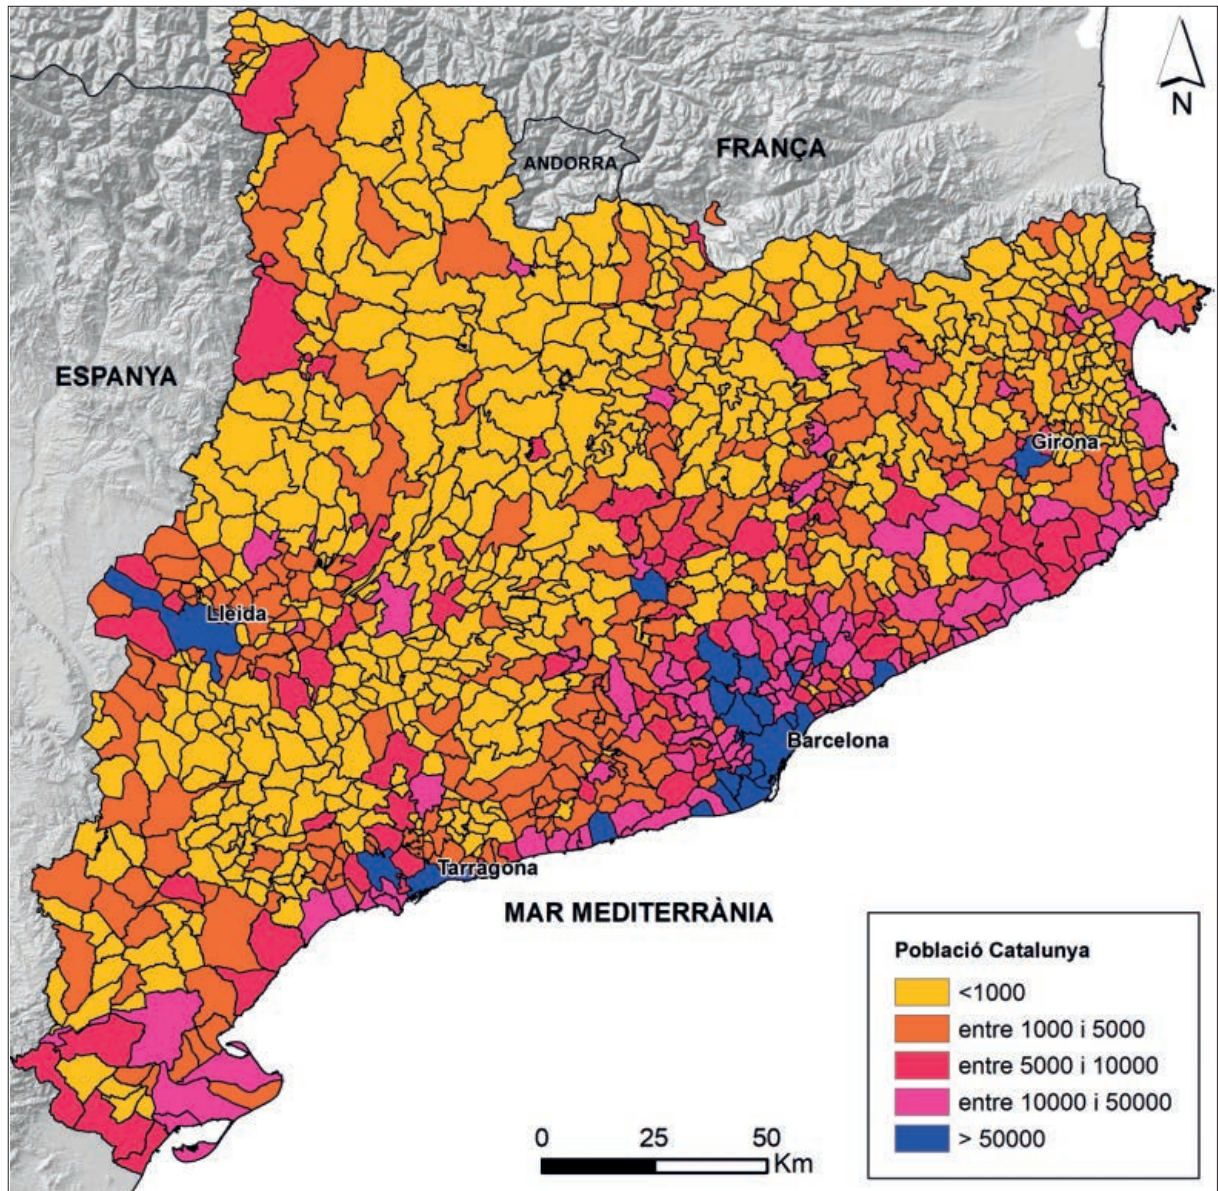 N
FRANÇA
ANDORRA
ESPANYA
Girona
Lleida
Barcelona
Tarragona
MAR MEDITERRÀNIA
Població Catalunya
<1000
entre 1000 i 5000
entre 5000 i 10000
entre 10000 i 50000
> 50000
0 25 50
Km